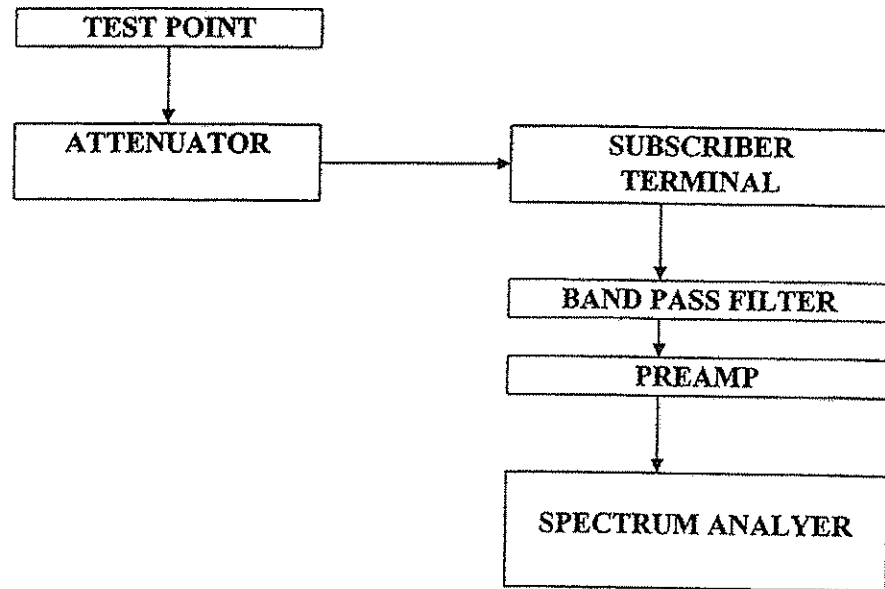 TEST POINT
ATTENUATOR
SUBSCRIBER
TERMINAL
BAND PASS FILTER
PREAMP
SPECTRUM ANALYER